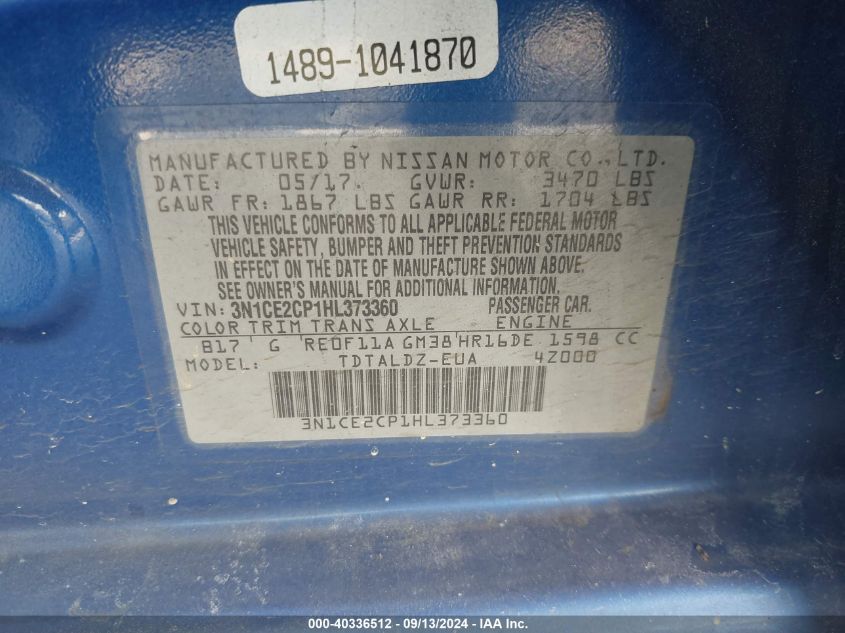 1489-1041870
MANUFACTURED BY NISSAN MOTOR CO., LTD.
DATE: 05/17. GVWR: 3470 LBS
GAWR FR: 1867 LBS GAWR RR: 1704 LBS
THIS VEHICLE CONFORMS TO ALL APPLICABLE FEDERAL MOTOR
VEHICLE SAFETY, BUMPER AND THEFT PREVENTION STANDARDS
IN EFFECT ON THE DATE OF MANUFACTURE SHOWN ABOVE.
SEE OWNER'S MANUAL FOR ADDITIONAL INFORMATION.
VIN: 3N1CE2CP1HL373360 PASSENGER CAR.
COLOR TRIM TRANS AXLE ENGINE
B17 G RE0F11A GM38 HR16DE 1598 CC
MODEL: TDTALDZ-EUA 4Z000
3N1CE2CP1HL373360
000-40336512 - 09/13/2024 - IAA Holdings, LLC.